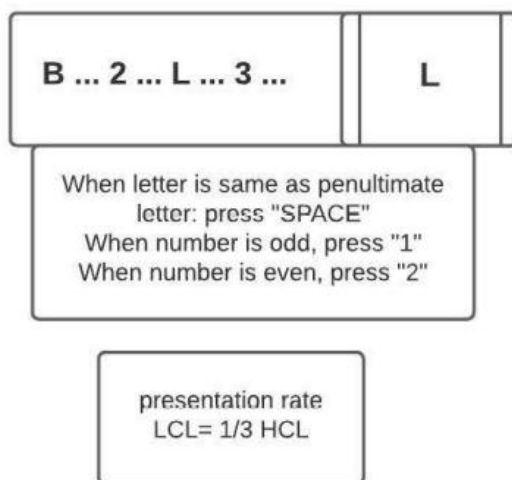 B ... 2 ... L ... 3 ...
L
When letter is same as penultimate
letter: press "SPACE"
When number is odd, press "1"
When number is even, press "2"
presentation rate
LCL= 1/3 HCL